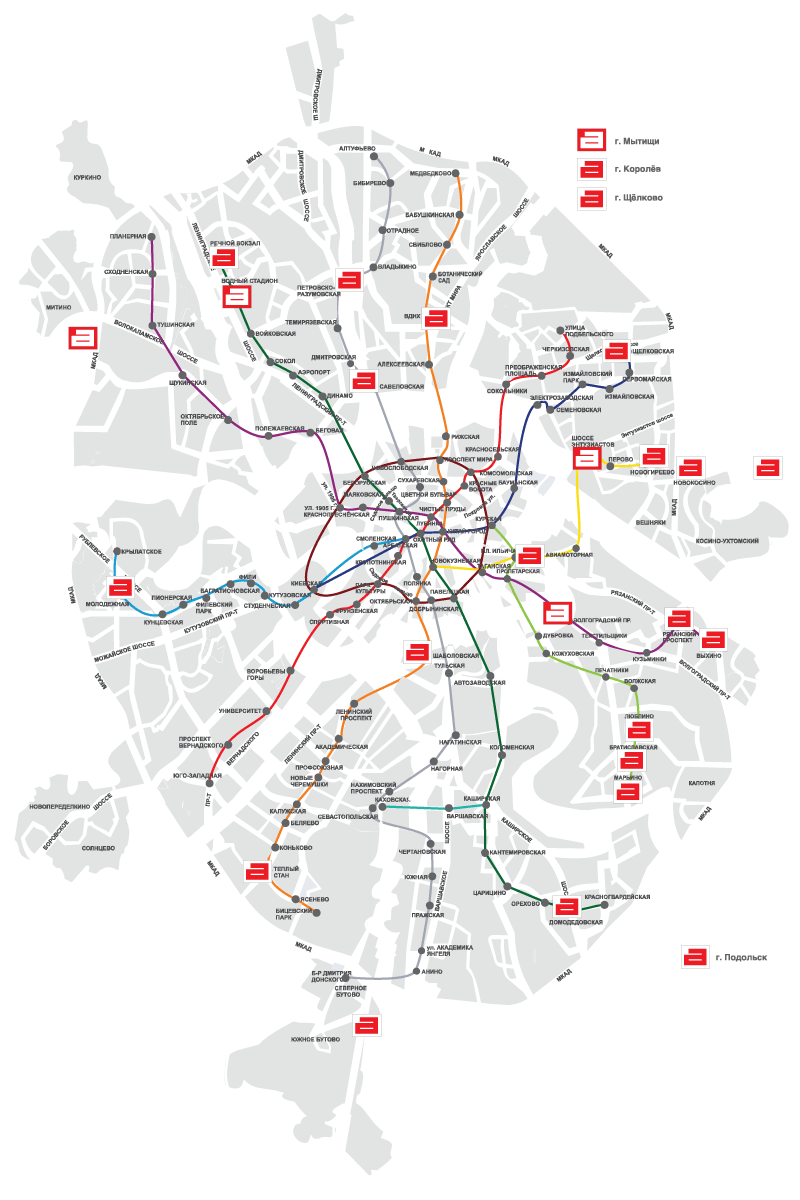 ДМИТРОВСКОЕ Ш
г. Мытищи
г. Королёв
г. Щёлково
АЛТУФЬЕВО
МКАД
М КАД
МКАД
БИБИРЕВО
ДМИТРОВСКОЕ ШОССЕ
МЕДВЕДКОВО
КУРКИНО
БАБУШКИНСКАЯ
ЯРОСЛАВСКОЕ ШОССЕ
ОТРАДНОЕ
ПЛАНЕРНАЯ
РЕЧНОЙ ВОКЗАЛ
СВИБЛОВО
МКАД
СХОДНЕНСКАЯ
ВЛАДЫКИНО
БОТАНИЧЕСКИЙ
САД
ВОДНЫЙ СТАДИОН
ПЕТРОВСКО-
РАЗУМОВСКАЯ
МИТИНО
ВДНХ
ТУШИНСКАЯ
ВОЛОКАЛАМСКОЕ
ШОССЕ
ТЕМИРЯЗЕВСКАЯ
ВОЙКОВСКАЯ
ШОССЕ
УЛИЦА
ПОДБЕЛЬСКОГО
МКАД
МКАД
ЧЕРКИЗОВСКАЯ
ЩЕЛКОВСКАЯ
СОКОЛ
ДМИТРОВСКАЯ
АЛЕКСЕЕВСКАЯ
АЭРОПОРТ
ПРЕОБРАЖЕНСКАЯ
ПЛОЩАДЬ
ИЗМАЙЛОВСКИЙ
ПАРК
ПЕРВОМАЙСКАЯ
ЩУКИНСКАЯ
САВЕЛОВСКАЯ
СОКОЛЬНИКИ
ДИНАМО
ЛЕНИНГРАДСКИЙ ПР-Т
ЭЛЕКТРОЗАВОДСКАЯ
ИЗМАЙЛОВСКАЯ
СЕМЕНОВСКАЯ
ОКТЯБРЬСКОЕ
ПОЛЕ
ПОЛЕЖАЕВСКАЯ
БЕГОВАЯ
РИЖСКАЯ
Энтузиастов шоссе
ШОССЕ
ЭНТУЗИАСТОВ
КРАСНОСЕЛЬСКАЯ
ПРОСПЕКТ МИРА
ПЕРОВО
НОВОГИРЕЕВО
НОВОКОСИНО
НОВОСЛОБОДСКАЯ
КОМСОМОЛЬСКАЯ
БЕЛОРУССКАЯ
СУХАРЕВСКАЯ
КРАСНЫЕ
ВОРОТА
БАУМАНСКАЯ
МАЯКОВСКАЯ
ЦВЕТНОЙ БУЛЬВАР
УЛ. 1905 Г.
КРАСНОПРЕСНЕНСКАЯ
ПУШКИНСКАЯ
ЧИСТЫЕ ПРУДЫ
Покровка ул.
МКАД
ЛУБЯНКА
КУРСКАЯ
ВЕШНЯКИ
КИТАЙ-ГОРОД
СМОЛЕНСКАЯ
ОХОТНЫЙ РЯД
КОСИНО-УХТОМСКИЙ
РУБЛЕВСКОЕ
КРЫЛАТСКОЕ
АРБАТСКАЯ
КРОПОТКИНСКАЯ
НОВОКУЗНЕЦКАЯ
ПЛ. ИЛЬИЧА
ТАГАНСКАЯ
АВИАМОТОРНАЯ
ПРОЛЕТАРСКАЯ
ФИЛИ
БАГРАТИОНОВСКАЯ
КИЕВСКАЯ
ПАРК
КУЛЬТУРЫ
ПОЛЯНКА
МКАД
МОЛОДЕЖНАЯ
ПИОНЕРСКАЯ
ФИЛЕВСКИЙ
ПАРК
СТУДЕНЧЕСКАЯ
КУТУЗОВСКАЯ
ФРУНЗЕНСКАЯ
ОКТЯБРЬСКАЯ
ПАВЕЛЕЦКАЯ
ДОБРЫНИНСКАЯ
РЯЗАНСКИЙ ПР-Т
КУНЦЕВСКАЯ
КУТУЗОВСКИЙ ПР-Т
СПОРТИВНАЯ
ВОЛГОГРАДСКИЙ ПР.
ДУБРОВКА
ТЕКСТИЛЬЩИКИ
РЯЗАНСКИЙ
ПРОСПЕКТ
МОЖАЙСКОЕ ШОССЕ
ШАБОЛОВСКАЯ
КОЖУХОВСКАЯ
КУЗЬМИНКИ
ВЫХИНО
ВОРОБЬЕВЫ
ГОРЫ
ТУЛЬСКАЯ
АВТОЗАВОДСКАЯ
ПЕЧАТНИКИ
ВОЛЖСКАЯ
ВОЛГОГРАДСКИЙ ПР-Т
МКАД
УНИВЕРСИТЕТ
ЛЕНИНСКИЙ
ПРОСПЕКТ
ЛЮБЛИНО
ПРОСПЕКТ
ВЕРНАДСКОГО
ВЕРНАДСКОГО
ПР-Т
ЛЕНИНСКИЙ ПР-Т
АКАДЕМИЧЕСКАЯ
НАГАТИНСКАЯ
КОЛОМЕНСКАЯ
БРАТИСЛАВСКАЯ
ЮГО-ЗАПАДНАЯ
ПРОФСОЮЗНАЯ
НАГОРНАЯ
НОВЫЕ
ЧЕРЕМУШКИ
НАХИМОВСКИЙ
ПРОСПЕКТ
МАРЬИНО
КАПОТНЯ
НОВОПЕРЕДЕЛКИНО
БОРОВСКОЕ ШОССЕ
КАХОВСКАЯ
КАШИРСКАЯ
КАЛУЖСКАЯ
СЕВАСТОПОЛЬСКАЯ
ВАРШАВСКАЯ
МКАД
БЕЛЯЕВО
КАШИРСКОЕ
ШОССЕ
СОЛНЦЕВО
КОНЬКОВО
ЧЕРТАНОВСКАЯ
КАНТЕМИРОВСКАЯ
МКАД
ТЕПЛЫЙ
СТАН
ЮЖНАЯ
ВАРШАВСКОЕ
ШОССЕ
ЦАРИЦИНО
ОРЕХОВО
КРАСНОГВАРДЕЙСКАЯ
ЯСЕНЕВО
БИЦЕВСКИЙ
ПАРК
ПРАЖСКАЯ
ДОМОДЕДОВСКАЯ
МКАД
ул. АКАДЕМИКА
ЯНГЕЛЯ
г. Подольск
Б-Р ДМИТРИЯ
ДОНСКОГО
АНИНО
МКАД
СЕВЕРНОЕ
БУТОВО
ЮЖНОЕ БУТОВО